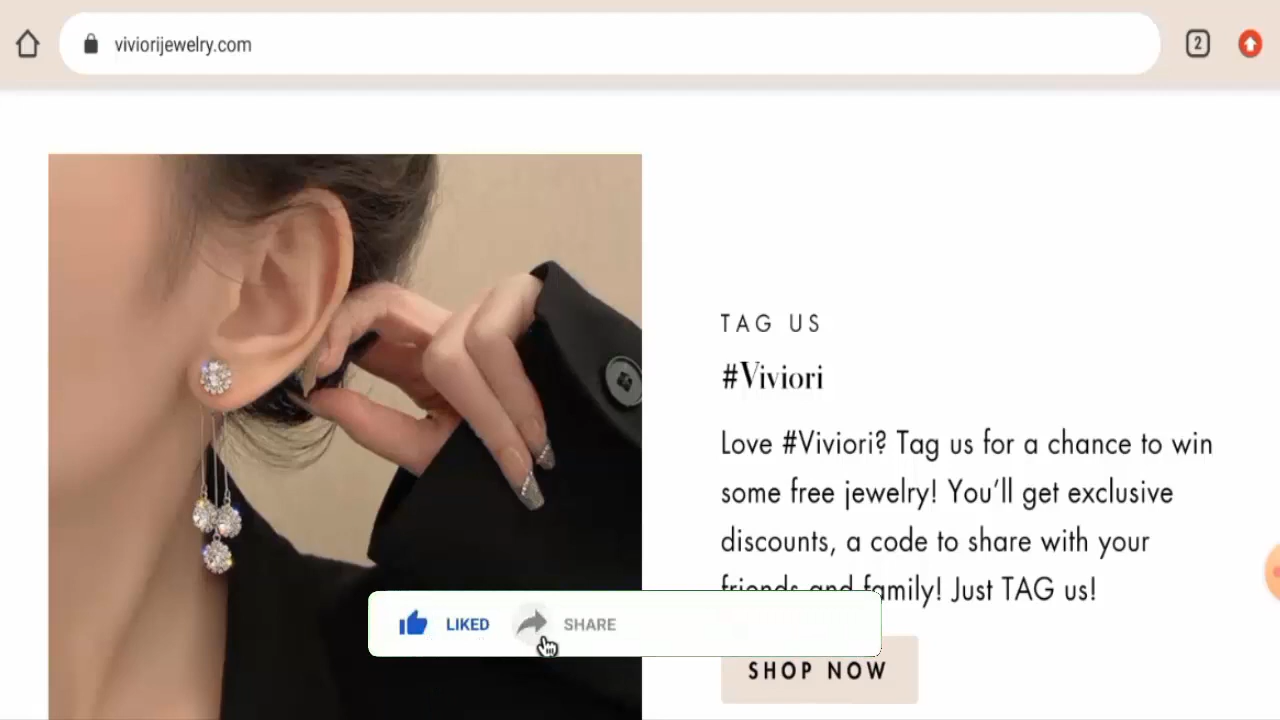 viviorijewelry.com
2
TAG US
#Viviori
Love #Viviori? Tag us for a chance to win
some free jewelry! You’ll get exclusive
discounts, a code to share with your
friends and family! Just TAG us!
LIKED SHARE
SHOP NOW